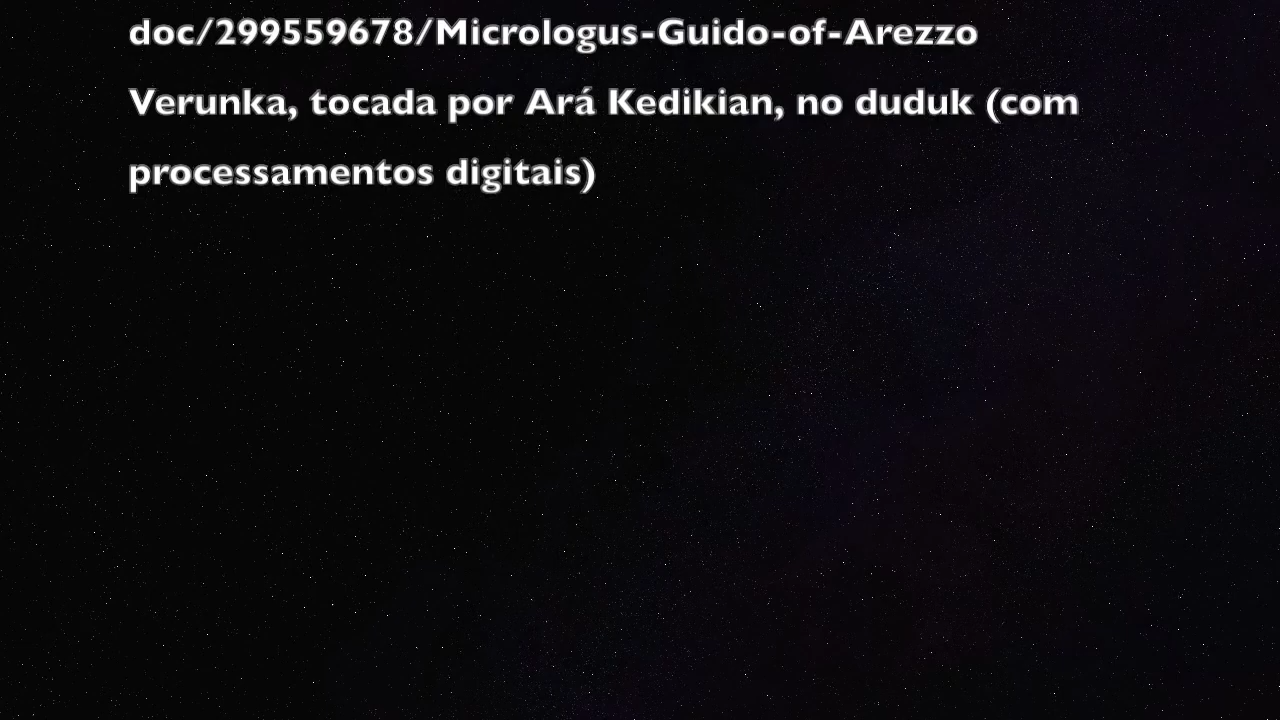 doc/299559678/Micrologus-Guido-of-Arezzo
Verunka, tocada por Ará Kedikian, no duduk (com
processamentos digitais)